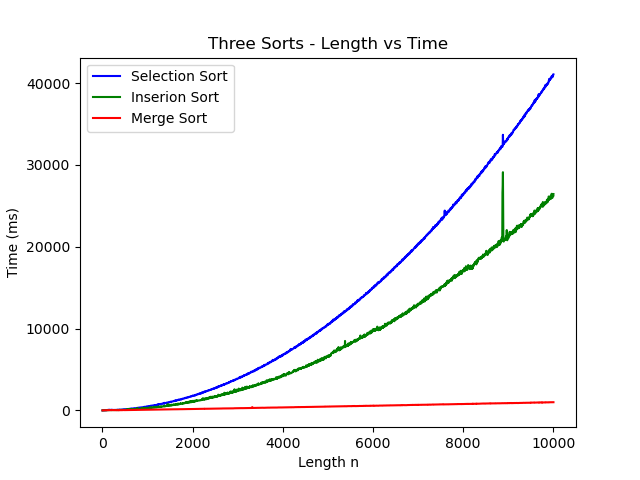 Three Sorts - Length vs Time
Selection Sort
Inserion Sort
Merge Sort
40000
30000
20000
10000
0
Time (ms)
0 2000 4000 6000 8000 10000
Length n